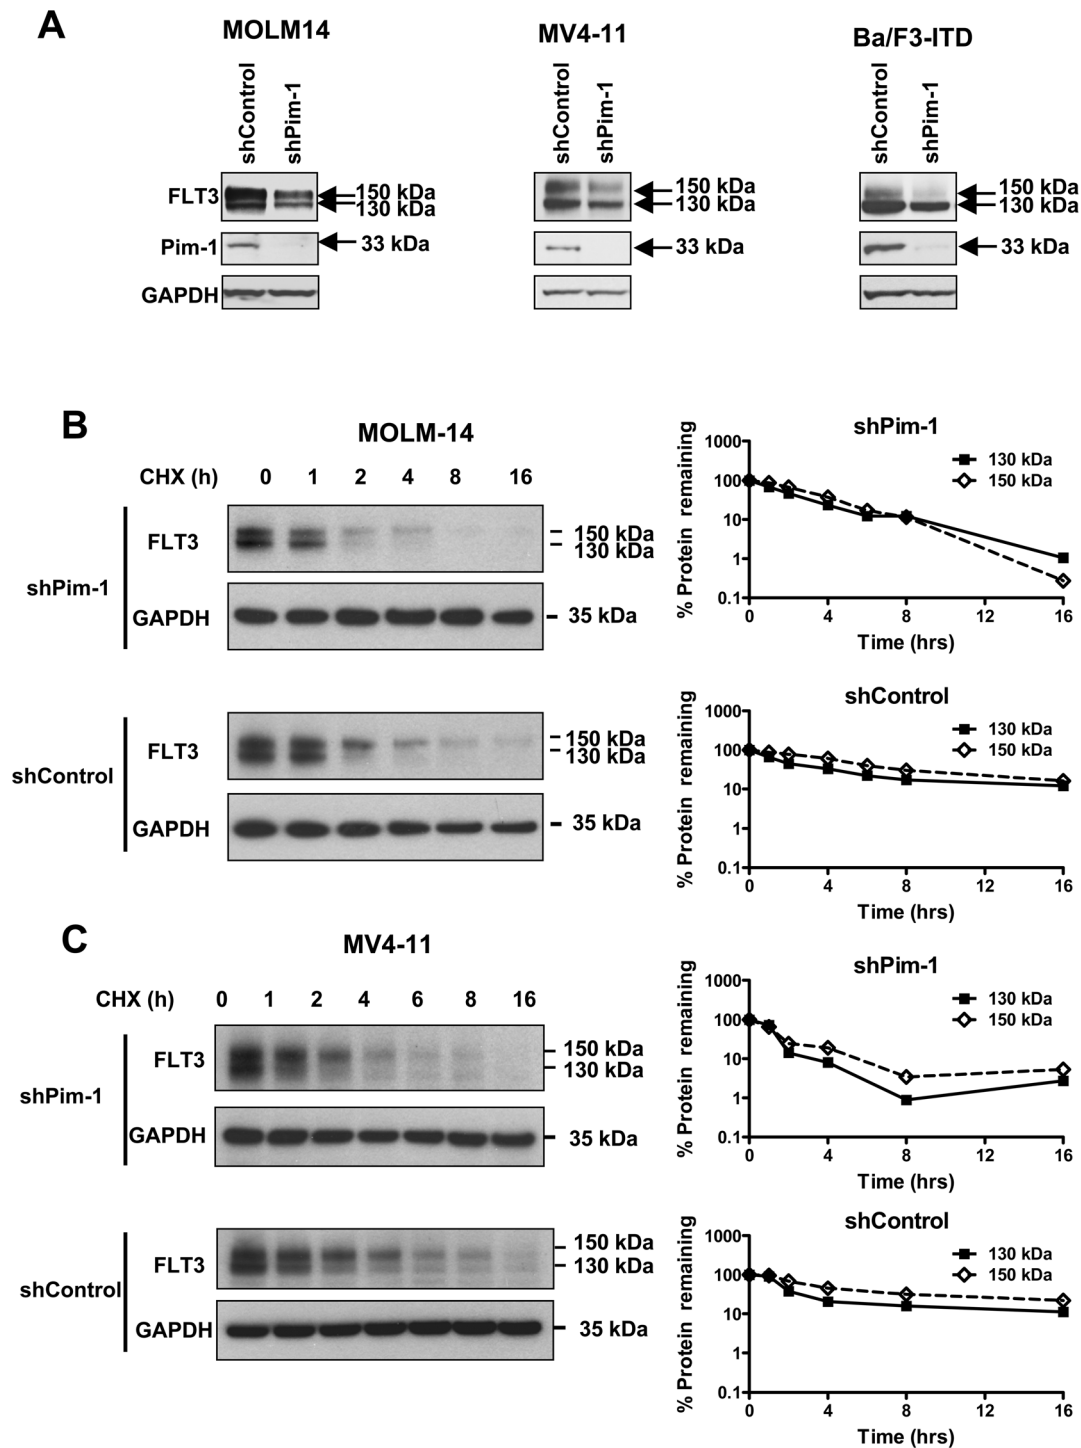 A
MOLM14
MV4-11
Ba/F3-ITD
shControl
shPim-1
shControl
shPim-1
shControl
shPim-1
FLT3
150 kDa
130 kDa
150 kDa
130 kDa
150 kDa
130 kDa
Pim-1
33 kDa
33 kDa
33 kDa
GAPDH
B
MOLM-14
CHX (h) 0 1 2 4 8 16
shPim-1
FLT3
150 kDa
130 kDa
GAPDH
35 kDa
shPim-1
% Protein remaining
1000
100
10
1
0.1
130 kDa
150 kDa
0 4 8 12 16
Time (hrs)
shControl
FLT3
150 kDa
130 kDa
GAPDH
35 kDa
shControl
% Protein remaining
1000
100
10
1
0.1
130 kDa
150 kDa
0 4 8 12 16
Time (hrs)
C
MV4-11
CHX (h) 0 1 2 4 6 8 16
shPim-1
FLT3
150 kDa
130 kDa
GAPDH
35 kDa
shPim-1
% Protein remaining
1000
100
10
1
0.1
130 kDa
150 kDa
0 4 8 12 16
Time (hrs)
shControl
FLT3
150 kDa
130 kDa
GAPDH
35 kDa
shControl
% Protein remaining
1000
100
10
1
0.1
130 kDa
150 kDa
0 4 8 12 16
Time (hrs)